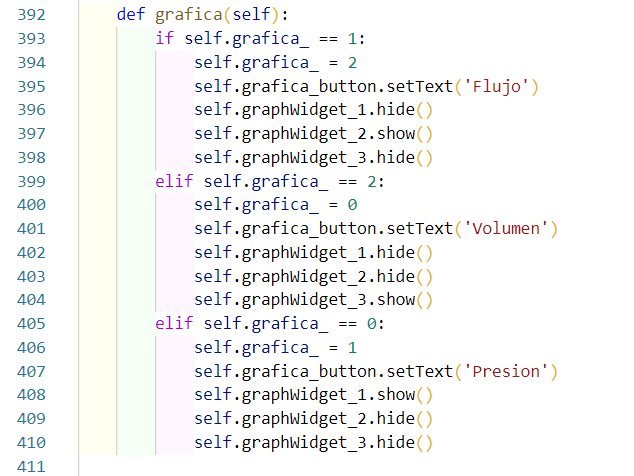 392 def grafica(self):
393 if self.grafica_ == 1:
394 self.grafica_ = 2
395 self.grafica_button.setText('Flujo')
396 self.graphWidget_1.hide()
397 self.graphWidget_2.show()
398 self.graphWidget_3.hide()
399 elif self.grafica_ == 2:
400 self.grafica_ = 0
401 self.grafica_button.setText('Volumen')
402 self.graphWidget_1.hide()
403 self.graphWidget_2.hide()
404 self.graphWidget_3.show()
405 elif self.grafica_ == 0:
406 self.grafica_ = 1
407 self.grafica_button.setText('Presion')
408 self.graphWidget_1.show()
409 self.graphWidget_2.hide()
410 self.graphWidget_3.hide()
411